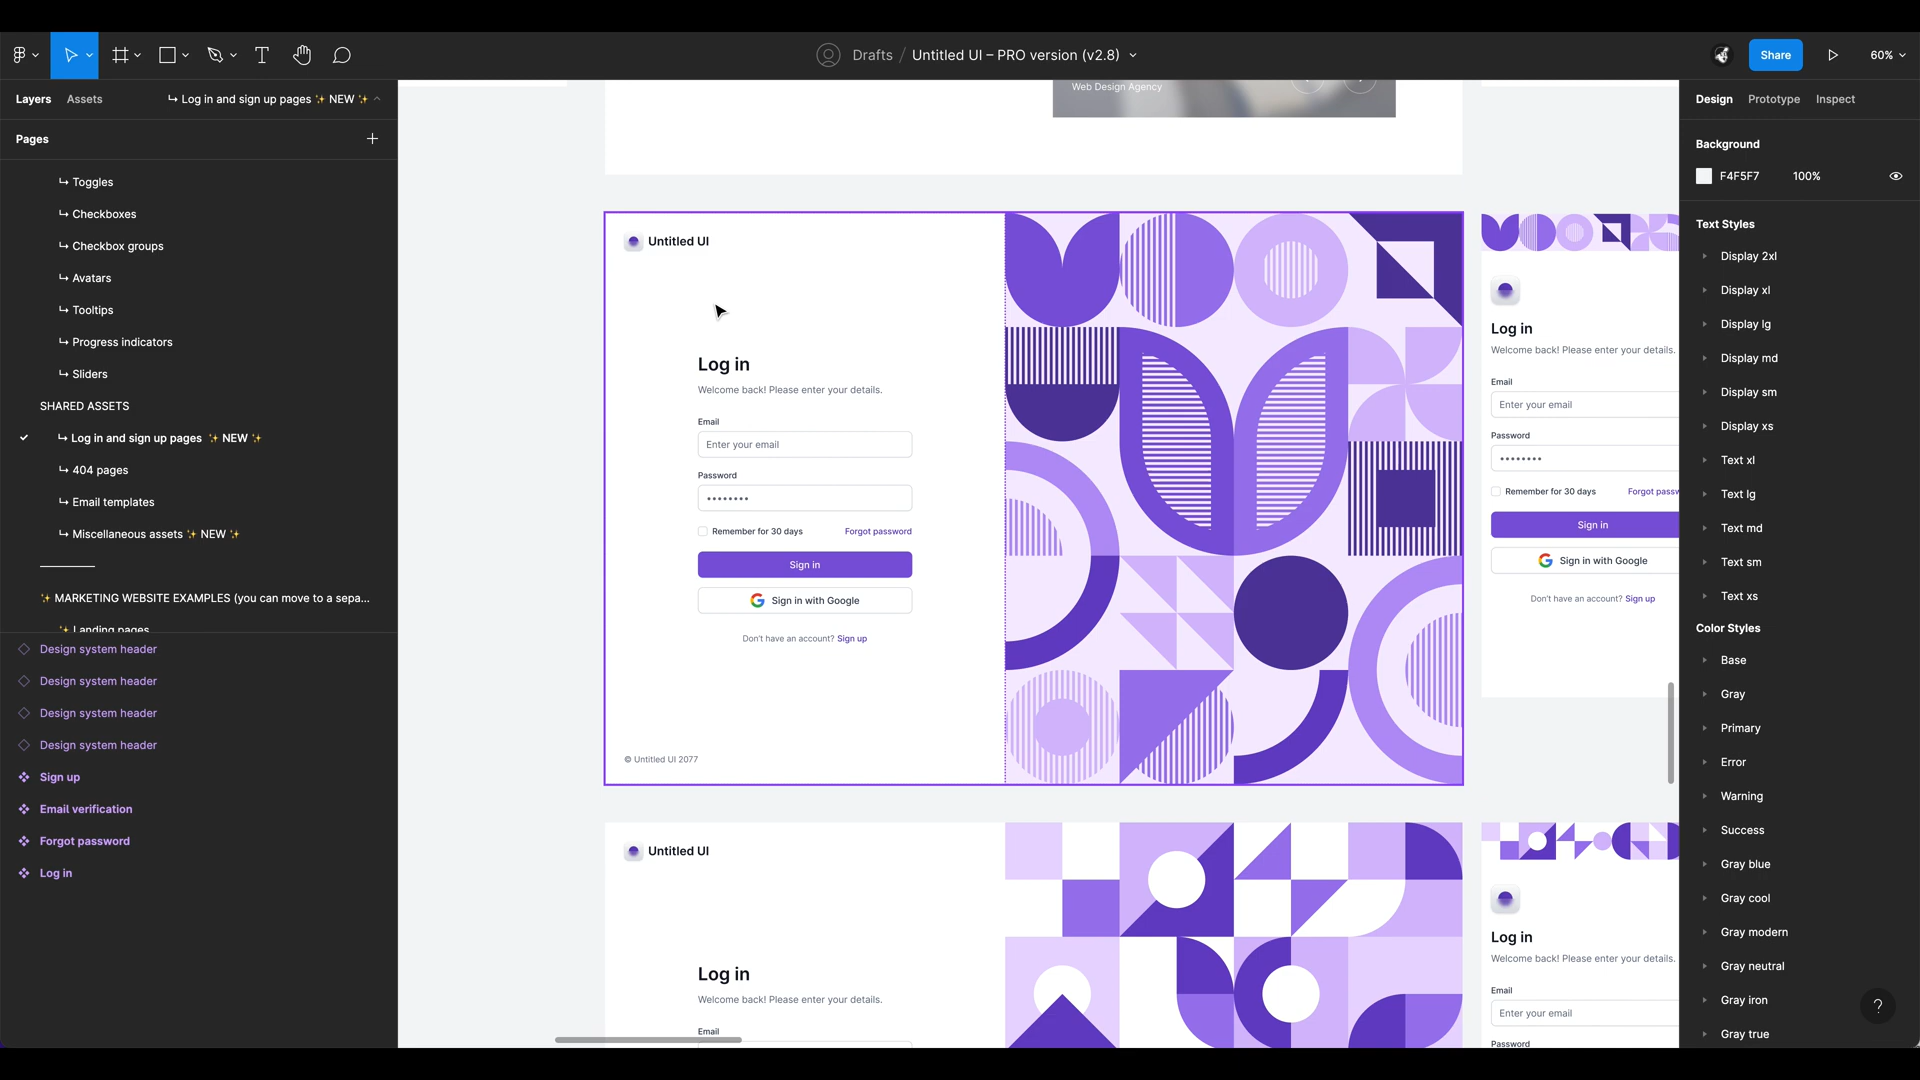 Drafts / Untitled UI – PRO version (v2.8)
Share
60%
Layers
Assets
↳ Log in and sign up pages ✨ NEW ✨
Pages
↳ Toggles
↳ Checkboxes
↳ Checkbox groups
↳ Avatars
↳ Tooltips
↳ Progress indicators
↳ Sliders
SHARED ASSETS
↳ Log in and sign up pages ✨ NEW ✨
↳ 404 pages
↳ Email templates
↳ Miscellaneous assets ✨ NEW ✨
✨ MARKETING WEBSITE EXAMPLES (you can move to a sepa...
✨ Landing pages
Design system header
Design system header
Design system header
Design system header
Sign up
Email verification
Forgot password
Log in
Web Design Agency
Untitled UI
Log in
Welcome back! Please enter your details.
Email
Enter your email
Password
Remember for 30 days
Forgot password
Sign in
Sign in with Google
Don't have an account? Sign up
© Untitled UI 2077
Log in
Welcome back! Please enter your details.
Email
Enter your email
Password
Remember for 30 days
Forgot passw
Sign in
Sign in with Google
Don't have an account? Sign up
Untitled UI
Log in
Welcome back! Please enter your details.
Email
Log in
Welcome back! Please enter your details.
Email
Enter your email
Password
Design
Prototype
Inspect
Background
F4F5F7
100%
Text Styles
Display 2xl
Display xl
Display lg
Display md
Display sm
Display xs
Text xl
Text lg
Text md
Text sm
Text xs
Color Styles
Base
Gray
Primary
Error
Warning
Success
Gray blue
Gray cool
Gray modern
Gray neutral
Gray iron
Gray true
?